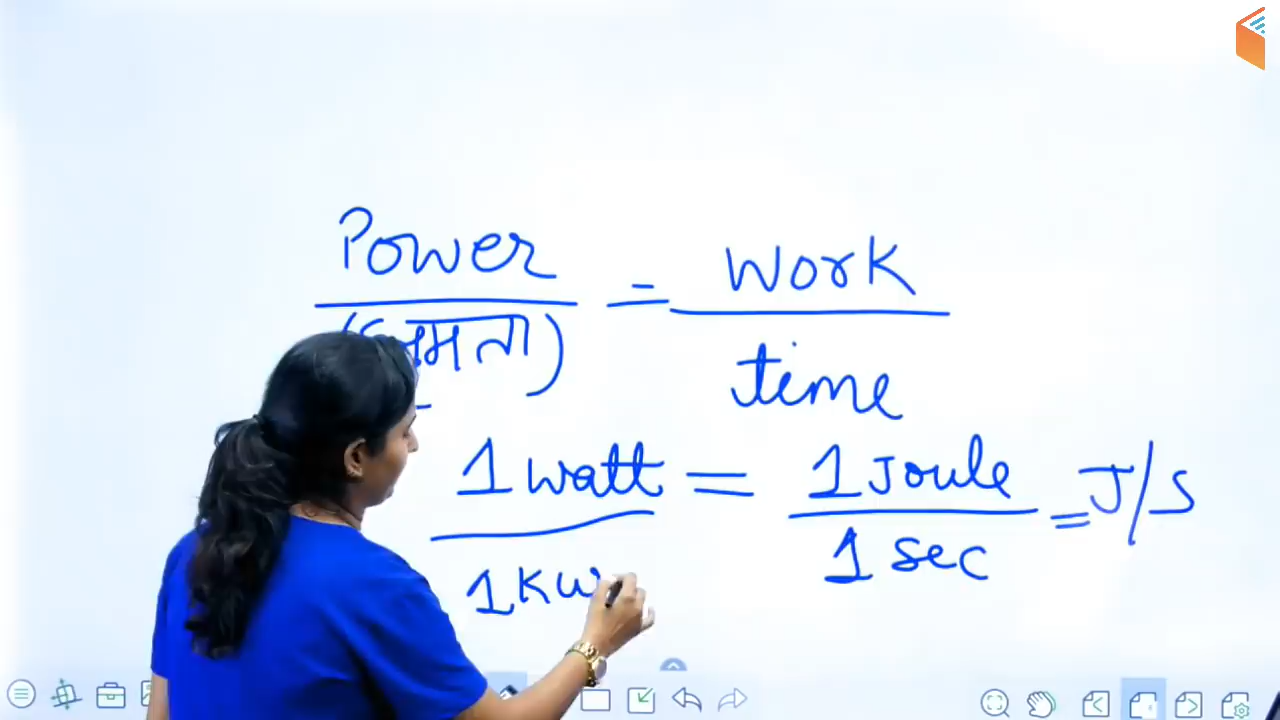 Power = Work
time
1 watt = 1 Joule = J/S
1 sec
1 Kw